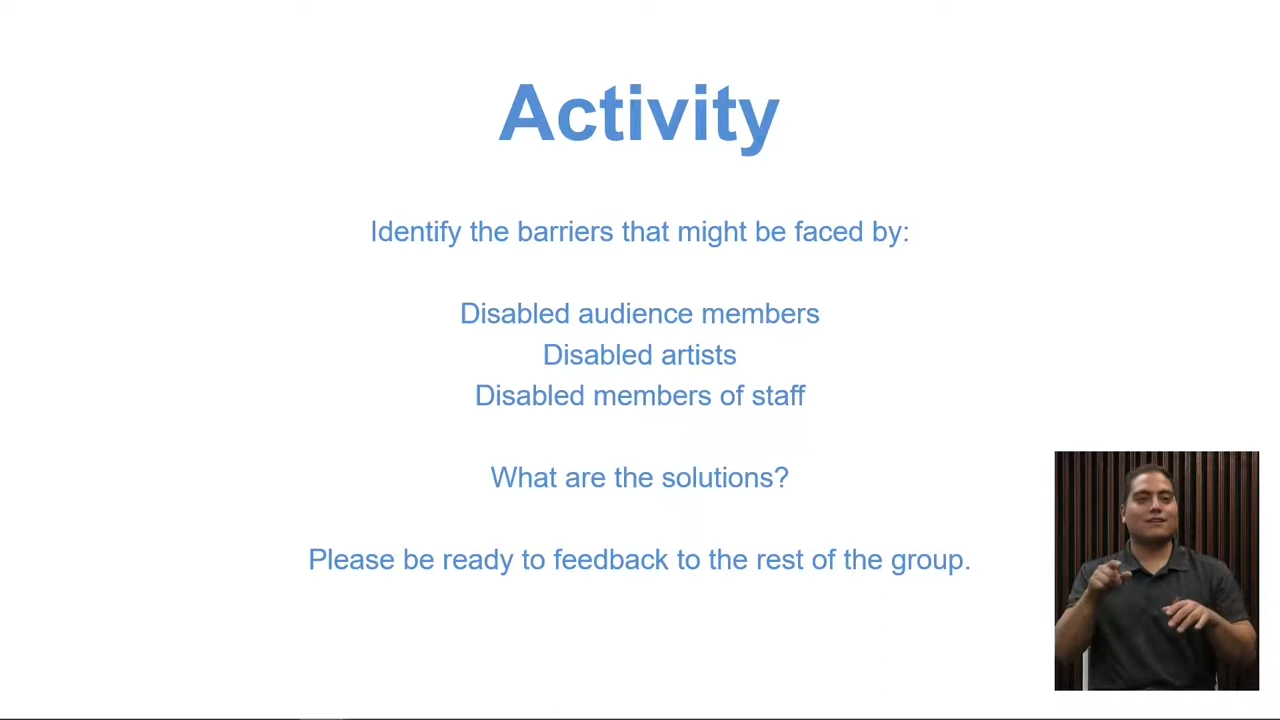 Activity
Identify the barriers that might be faced by:
Disabled audience members
Disabled artists
Disabled members of staff
What are the solutions?
Please be ready to feedback to the rest of the group.